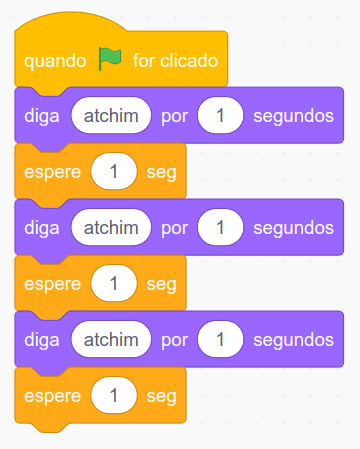 quando for clicado
diga atchim por 1 segundos
espere 1 seg
diga atchim por 1 segundos
espere 1 seg
diga atchim por 1 segundos
espere 1 seg